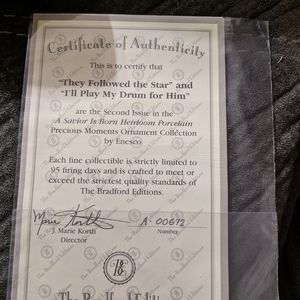 Certificate of Authenticity
This is to certify that
"They Followed the Star" and
"I'll Play My Drum for Him"
are the Second Issue in the
A Savior Is Born Heirloom Porcelain
Precious Moments Ornament Collection
by Enesco
Each fine collectible is strictly limited to
95 firing days and is crafted to meet or
exceed the strictest quality standards of
The Bradford Editions.
A- 00672
J. Marie Korth
Director
Number
The Bradford Editi